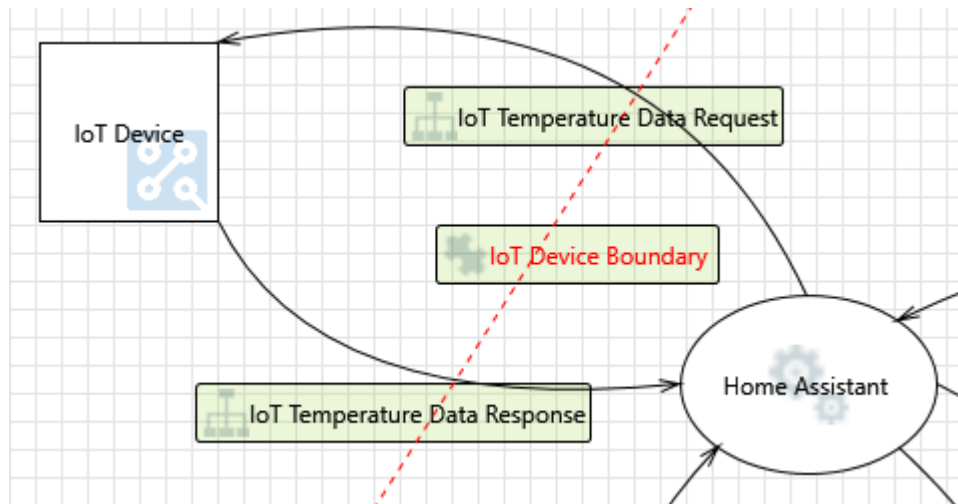 IoT Device
IoT Temperature Data Request
IoT Device Boundary
Home Assistant
IoT Temperature Data Response